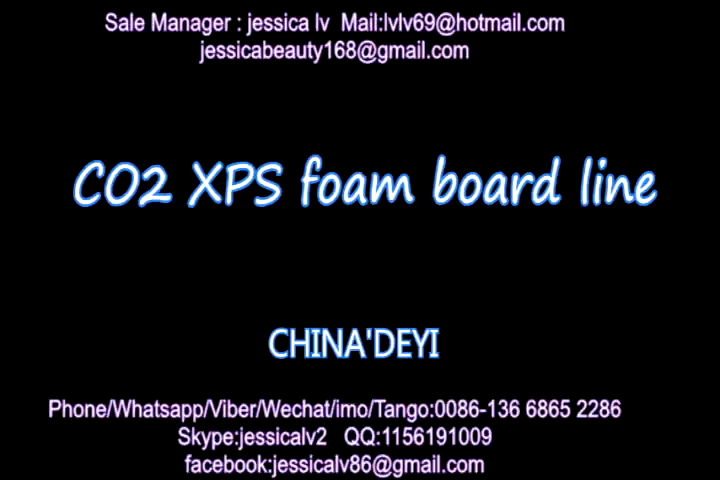 Sale Manager : jessica lv  Mail:lvlv69@hotmail.com
jessicabeauty168@gmail.com
CO2 XPS foam board line
CHINA'DEYI
Phone/Whatsapp/Viber/Wechat/imo/Tango:0086-136 6865 2286
Skype:jessicalv2   QQ:1156191009
facebook:jessicalv86@gmail.com